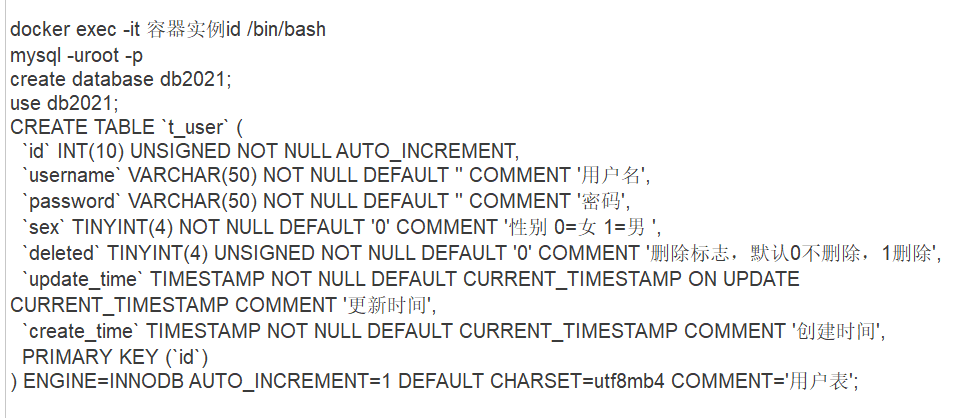 docker exec -it 容器实例id /bin/bash
mysql -uroot -p
create database db2021;
use db2021;
CREATE TABLE `t_user` (
`id` INT(10) UNSIGNED NOT NULL AUTO_INCREMENT,
`username` VARCHAR(50) NOT NULL DEFAULT '' COMMENT '用户名',
`password` VARCHAR(50) NOT NULL DEFAULT '' COMMENT '密码',
`sex` TINYINT(4) NOT NULL DEFAULT '0' COMMENT '性别 0=女 1=男 ',
`deleted` TINYINT(4) UNSIGNED NOT NULL DEFAULT '0' COMMENT '删除标志，默认0不删除，1删除',
`update_time` TIMESTAMP NOT NULL DEFAULT CURRENT_TIMESTAMP ON UPDATE
CURRENT_TIMESTAMP COMMENT '更新时间',
`create_time` TIMESTAMP NOT NULL DEFAULT CURRENT_TIMESTAMP COMMENT '创建时间',
PRIMARY KEY (`id`)
) ENGINE=INNODB AUTO_INCREMENT=1 DEFAULT CHARSET=utf8mb4 COMMENT='用户表';